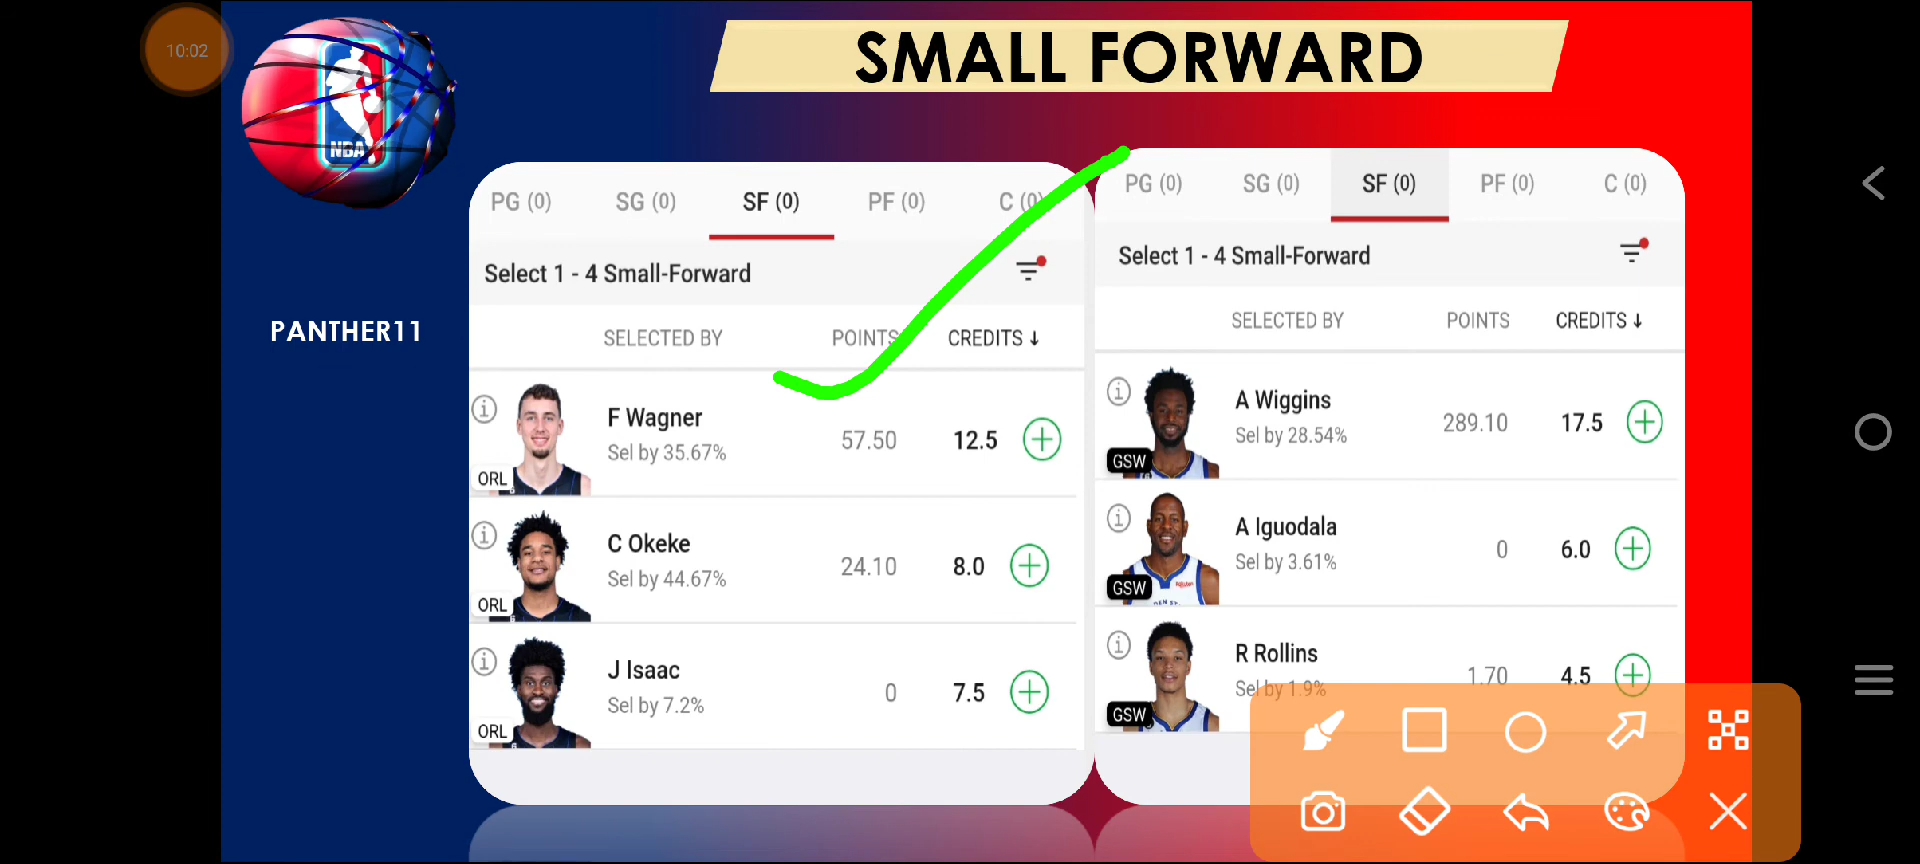 10:02
NBA
SMALL FORWARD
PANTHER11
PG (0) SG (0) SF (0) PF (0) C (0)
Select 1 - 4 Small-Forward
SELECTED BY POINTS CREDITS ↓
F Wagner
Sel by 35.67% 57.50 12.5
ORL
C Okeke
Sel by 44.67% 24.10 8.0
ORL
J Isaac
Sel by 7.2% 0 7.5
ORL
PG (0) SG (0) SF (0) PF (0) C (0)
Select 1 - 4 Small-Forward
SELECTED BY POINTS CREDITS ↓
A Wiggins
Sel by 28.54% 289.10 17.5
GSW
A Iguodala
Sel by 3.61% 0 6.0
GSW
R Rollins
Sel by 1.9% 1.70 4.5
GSW